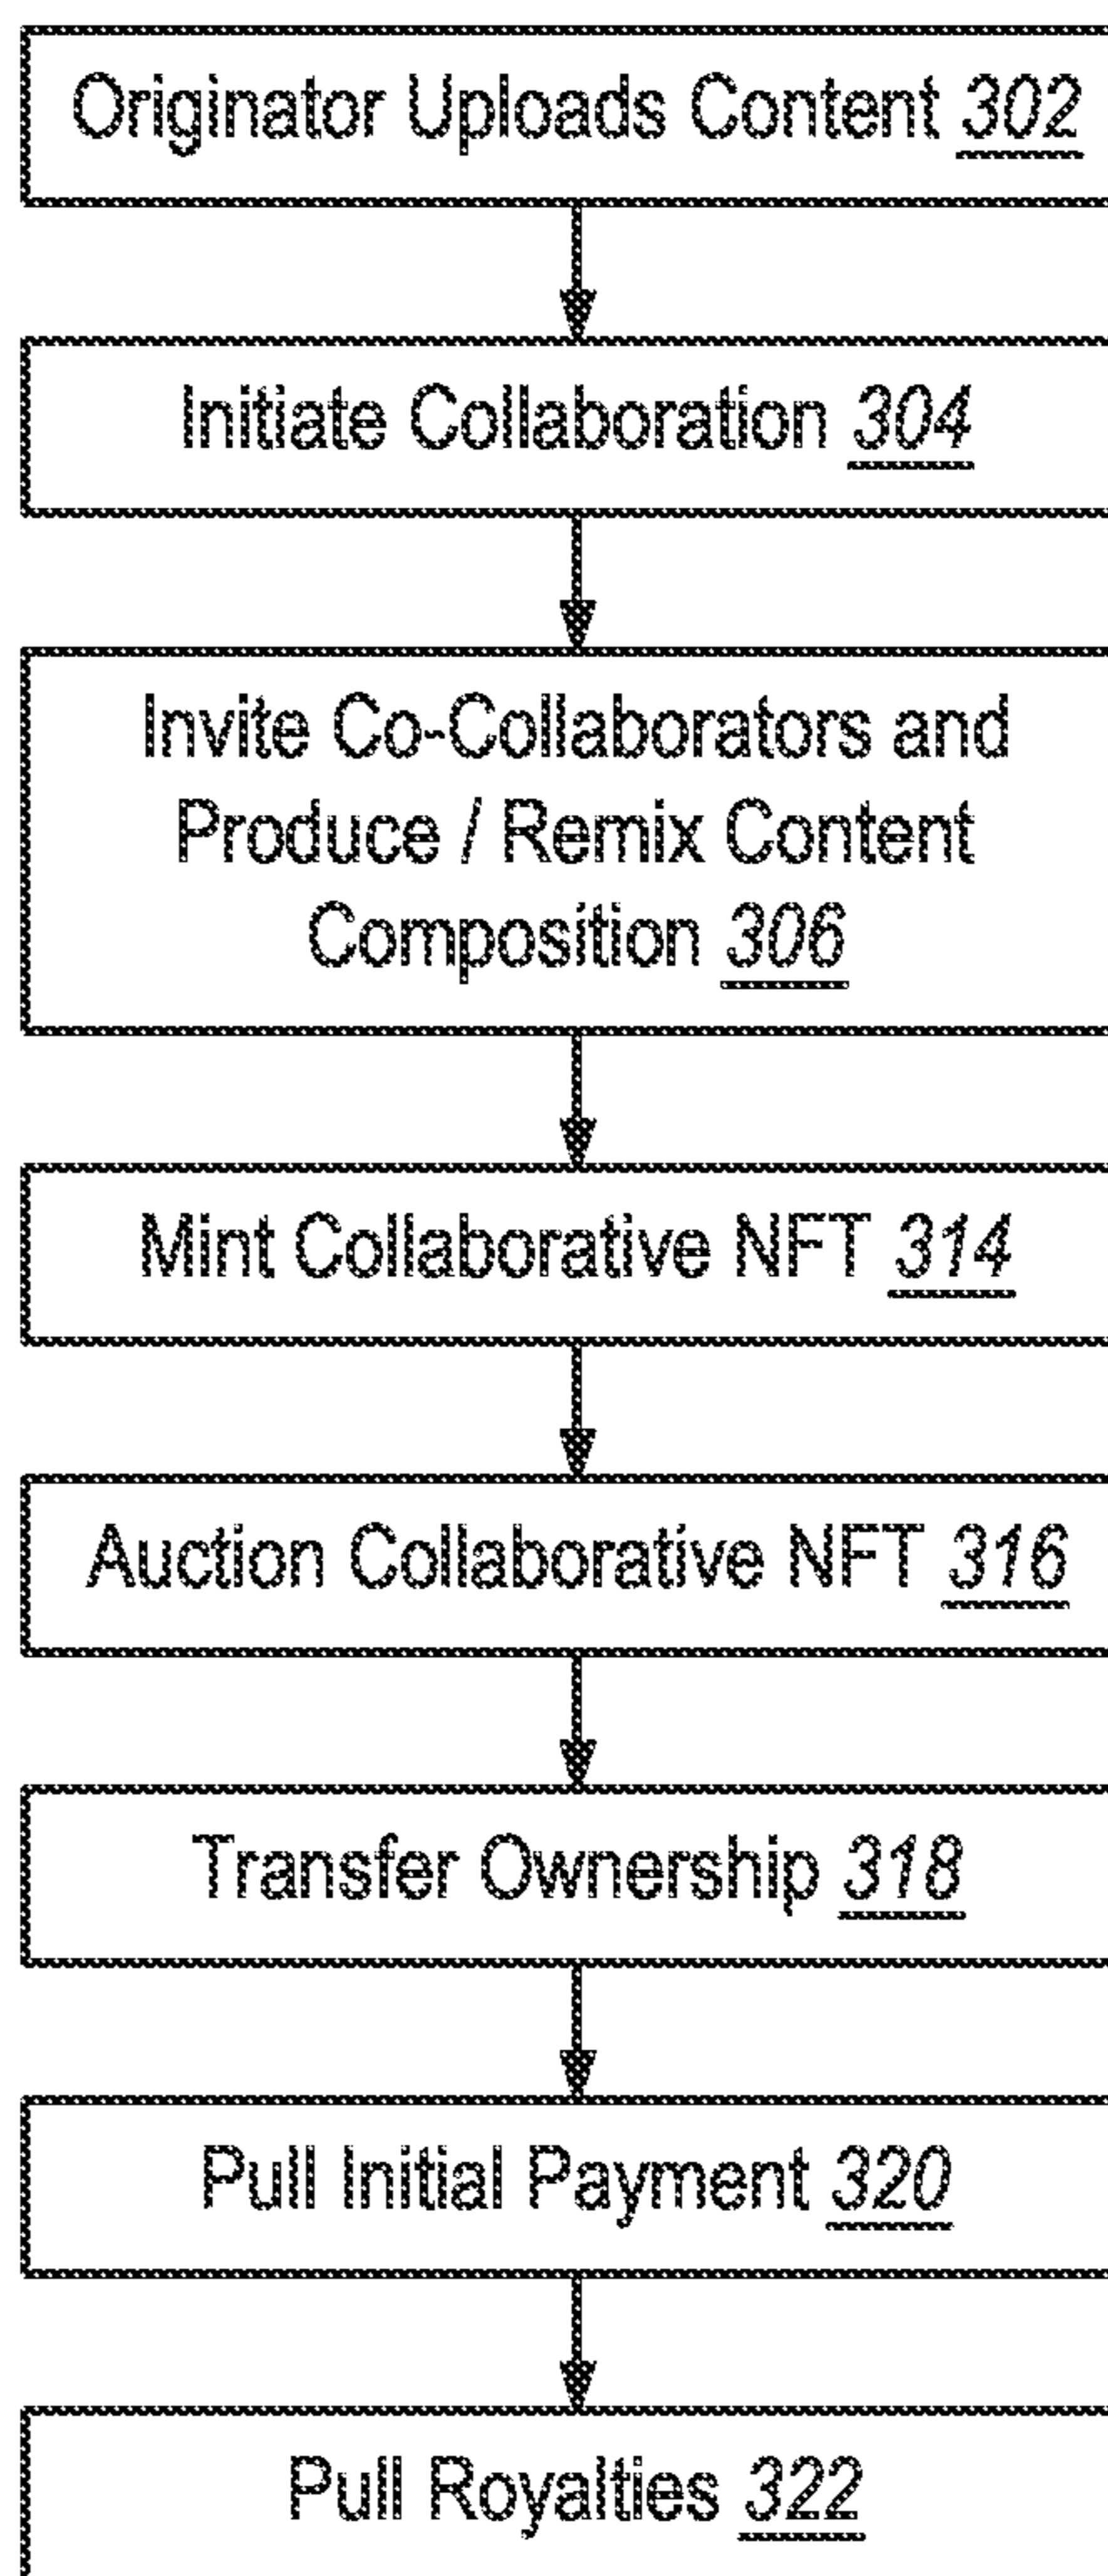 Originator Uploads Content 302
Initiate Collaboration 304
Invite Co-Collaborators and
Produce / Remix Content
Composition 306
Mint Collaborative NFT 314
Auction Collaborative NFT 316
Transfer Ownership 318
Pull Initial Payment 320
Pull Royalties 322